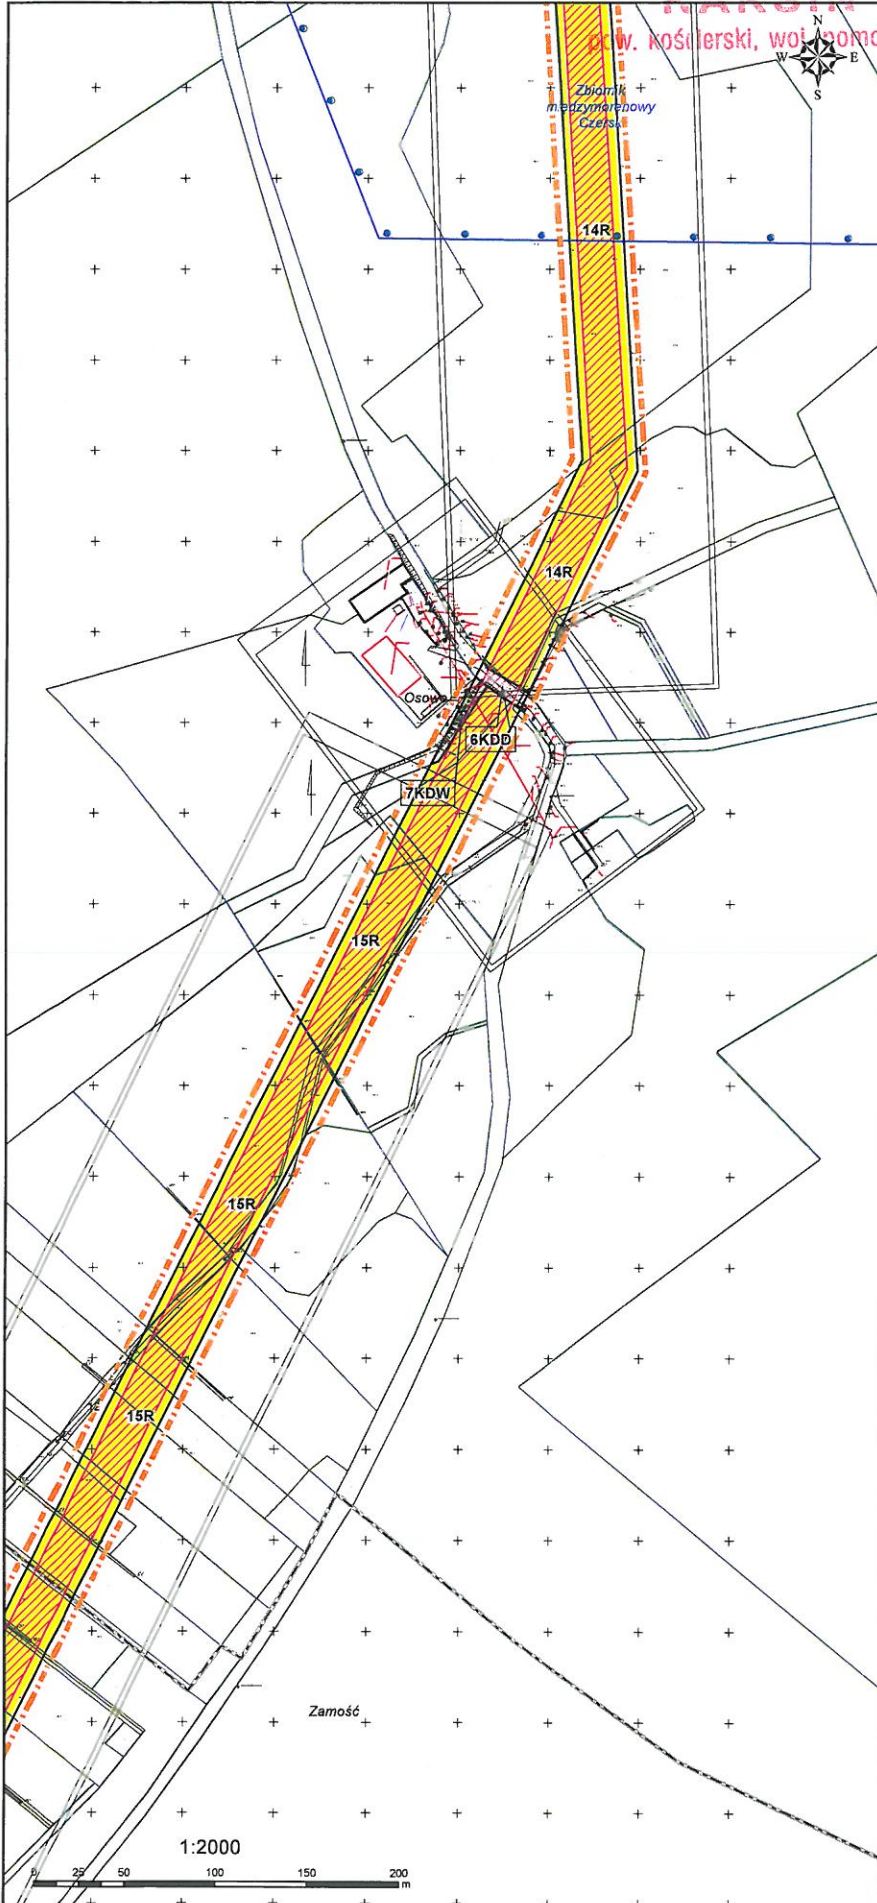 pow. kościerski, woj. pomo
N
W E
S
Zbiornik
międzymorenowy
Czersk
14R
14R
Osowo
6KDD
7KDW
15R
15R
15R
Zamość
1:2000
0 25 50 100 150 200
m